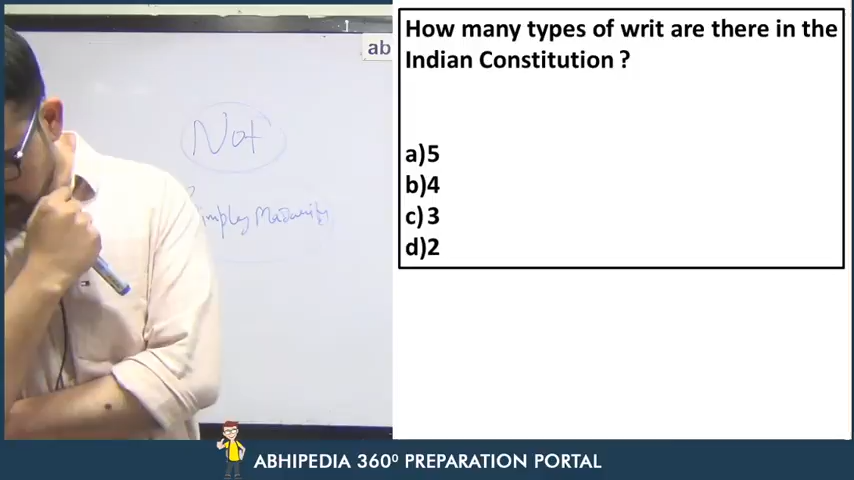 ab
Not
Simply Majority
How many types of writ are there in the
Indian Constitution ?
a)5
b)4
c)3
d)2
ABHIPEDIA 360º PREPARATION PORTAL